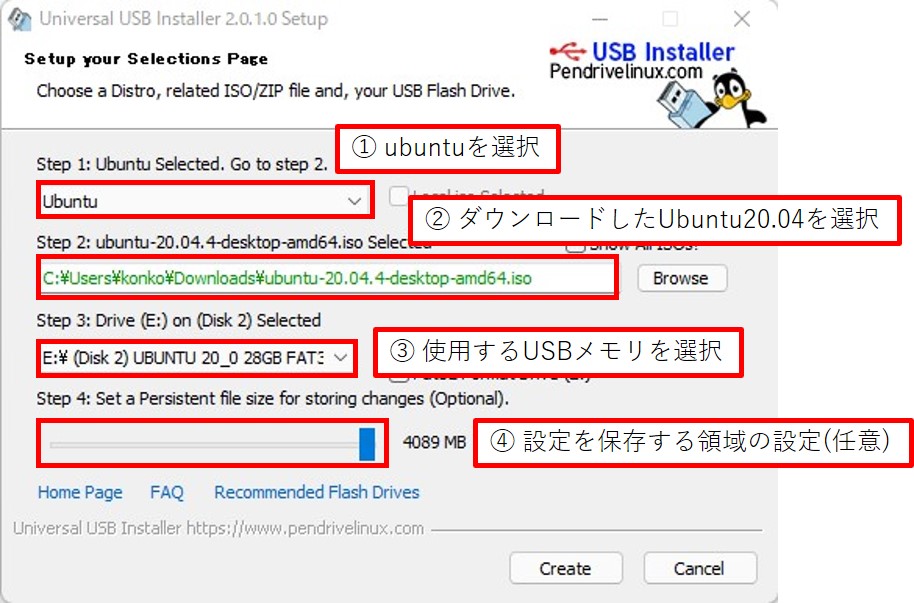 Universal USB Installer 2.0.1.0 Setup
Setup your Selections Page
Choose a Distro, related ISO/ZIP file and, your USB Flash Drive.
USB Installer
Pendrivelinux.com
① ubuntuを選択
Step 1: Ubuntu Selected. Go to step 2.
Ubuntu
② ダウンロードしたUbuntu20.04を選択
Step 2: ubuntu-20.04.4-desktop-amd64.iso Selected
Show All ISOs?
C:¥Users¥konko¥Downloads¥ubuntu-20.04.4-desktop-amd64.iso
Browse
Step 3: Drive (E:) on (Disk 2) Selected
E:¥ (Disk 2) UBUNTU 20_0 28GB FAT3
③ 使用するUSBメモリを選択
Step 4: Set a Persistent file size for storing changes (Optional).
4089 MB
④ 設定を保存する領域の設定(任意)
Home Page FAQ Recommended Flash Drives
Universal USB Installer https://www.pendrivelinux.com
Create Cancel